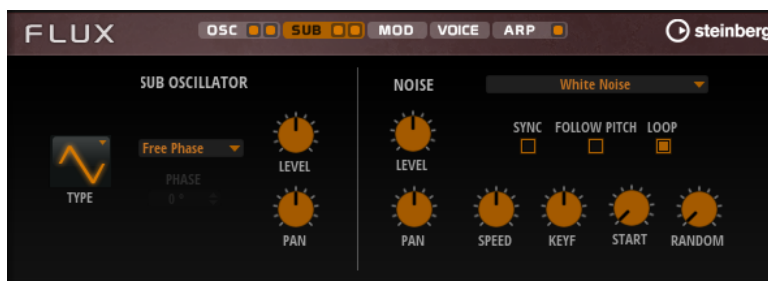 FLUX OSC SUB MOD VOICE ARP steinberg
SUB OSCILLATOR
TYPE
Free Phase
PHASE
0 °
LEVEL
PAN
NOISE
White Noise
LEVEL
SYNC FOLLOW PITCH LOOP
PAN SPEED KEYF START RANDOM